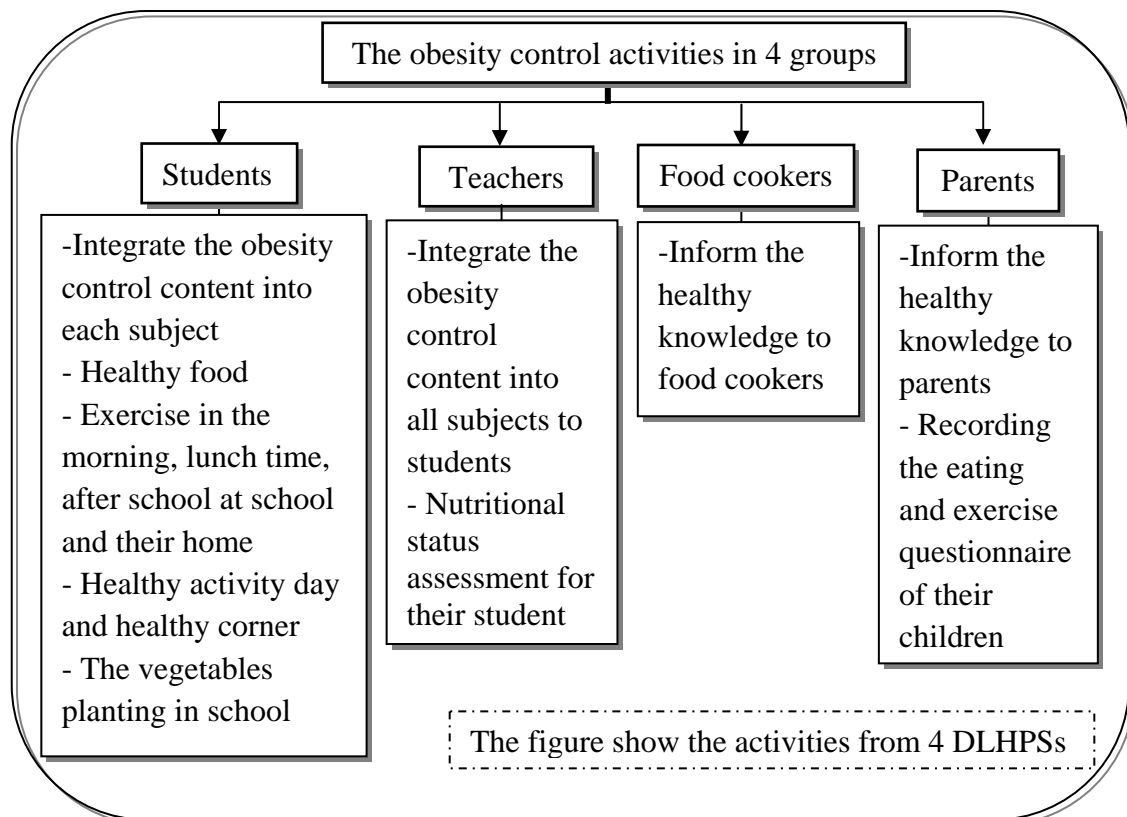 The obesity control activities in 4 groups
Students
Teachers
Food cookers
Parents
-Integrate the obesity
control content into
each subject
- Healthy food
- Exercise in the
morning, lunch time,
after school at school
and their home
- Healthy activity day
and healthy corner
- The vegetables
planting in school
-Integrate the
obesity
control
content into
all subjects to
students
- Nutritional
status
assessment for
their student
-Inform the
healthy
knowledge to
food cookers
-Inform the
healthy
knowledge to
parents
- Recording
the eating
and exercise
questionnaire
of their
children
The figure show the activities from 4 DLHPSs